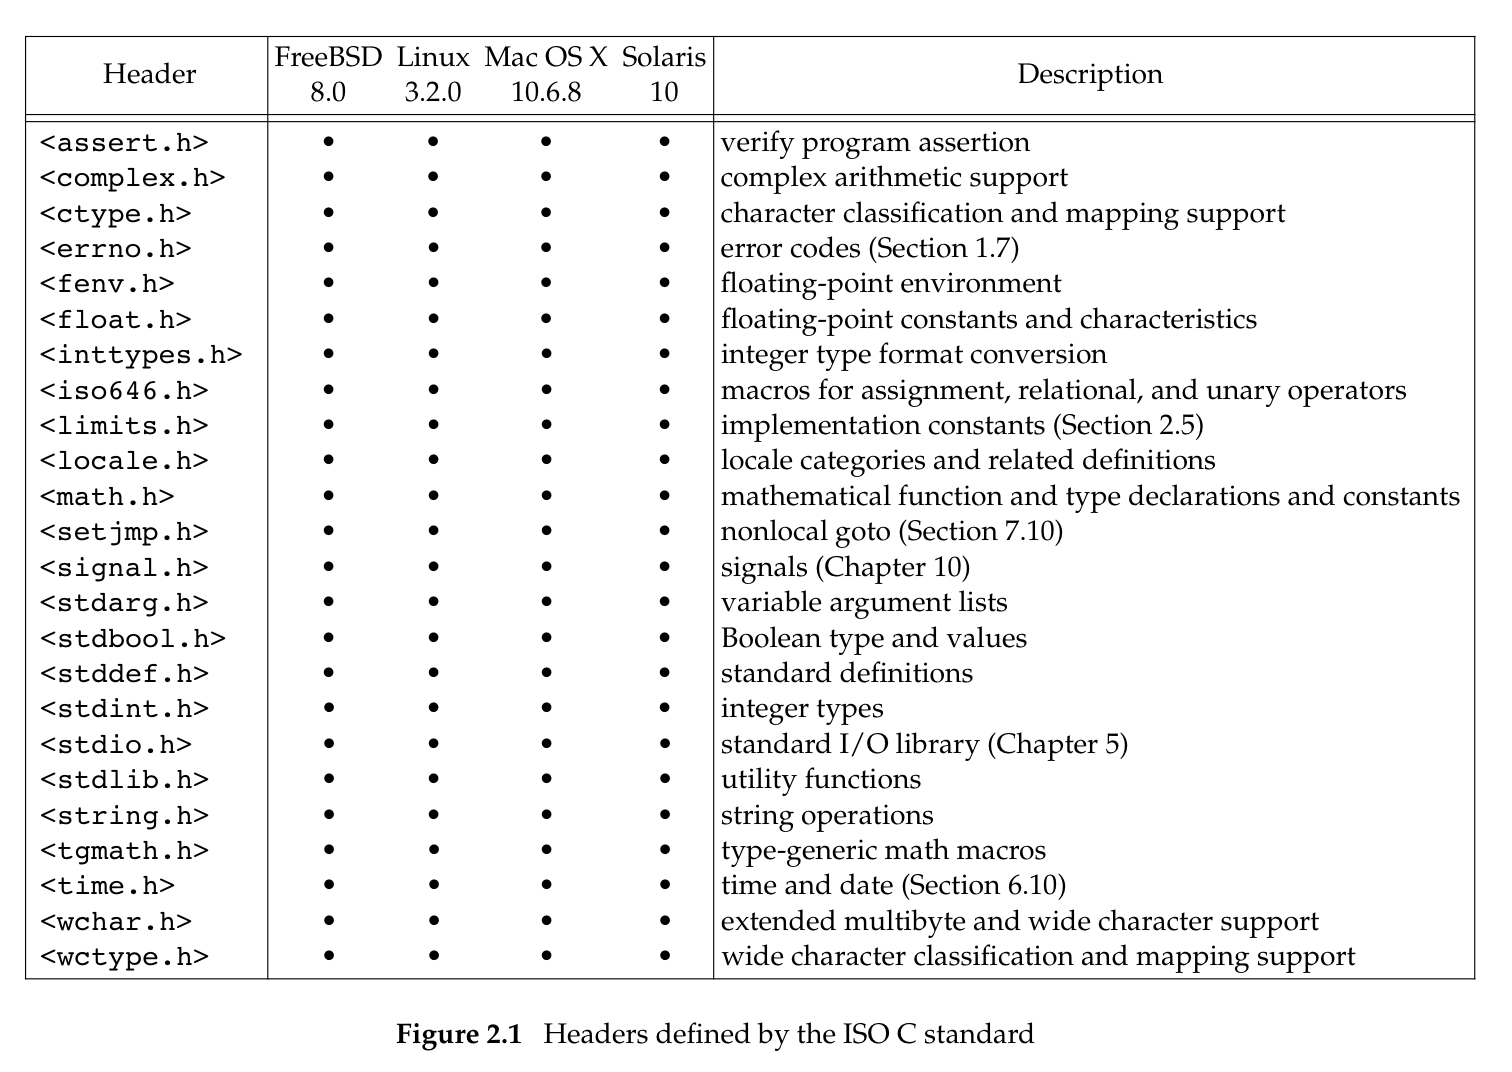 Header FreeBSD Linux Mac OS X Solaris Description
8.0 3.2.0 10.6.8 10
<assert.h> • • • • verify program assertion
<complex.h> • • • • complex arithmetic support
<ctype.h> • • • • character classification and mapping support
<errno.h> • • • • error codes (Section 1.7)
<fenv.h> • • • • floating-point environment
<float.h> • • • • floating-point constants and characteristics
<inttypes.h> • • • • integer type format conversion
<iso646.h> • • • • macros for assignment, relational, and unary operators
<limits.h> • • • • implementation constants (Section 2.5)
<locale.h> • • • • locale categories and related definitions
<math.h> • • • • mathematical function and type declarations and constants
<setjmp.h> • • • • nonlocal goto (Section 7.10)
<signal.h> • • • • signals (Chapter 10)
<stdarg.h> • • • • variable argument lists
<stdbool.h> • • • • Boolean type and values
<stddef.h> • • • • standard definitions
<stdint.h> • • • • integer types
<stdio.h> • • • • standard I/O library (Chapter 5)
<stdlib.h> • • • • utility functions
<string.h> • • • • string operations
<tgmath.h> • • • • type-generic math macros
<time.h> • • • • time and date (Section 6.10)
<wchar.h> • • • • extended multibyte and wide character support
<wctype.h> • • • • wide character classification and mapping support
Figure 2.1 Headers defined by the ISO C standard